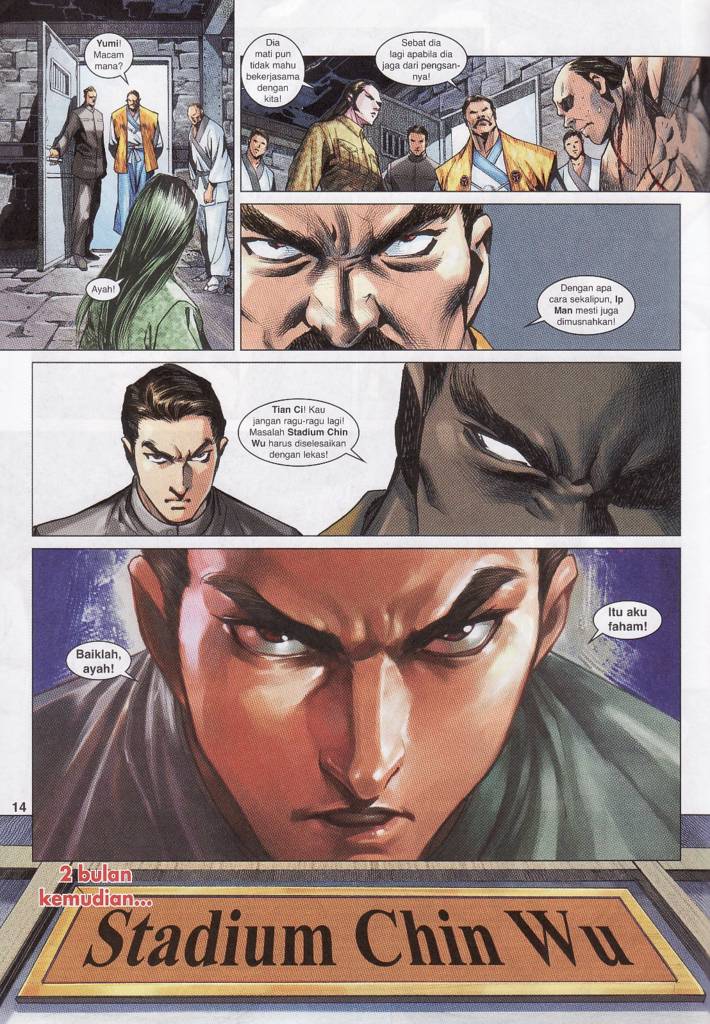 Yumi!
Macam
mana?
Ayah!
Dia
mati pun
tidak mahu
bekerjasama
dengan
kita!
Sebat dia
lagi apabila dia
jaga dari pengsan-
nya!
Dengan apa
cara sekalipun, Ip
Man mesti juga
dimusnahkan!
Tian Ci! Kau
jangan ragu-ragu lagi!
Masalah Stadium Chin
Wu harus diselesaikan
dengan lekas!
Baiklah,
ayah!
Itu aku
faham!
14
2 bulan
kemudian...
Stadium Chin Wu